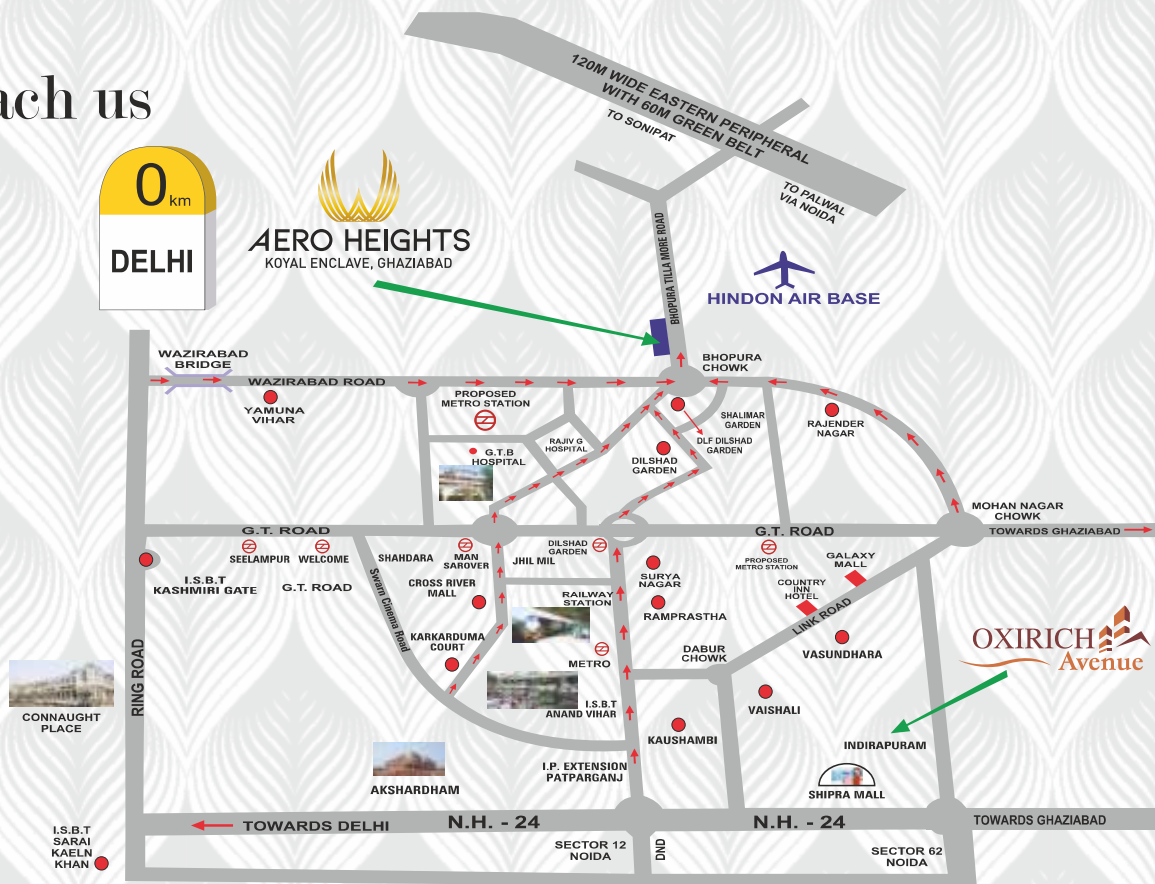 ach us
0 km
DELHI
AERO HEIGHTS
KOYAL ENCLAVE, GHAZIABAD
120M WIDE EASTERN PERIPHERAL
WITH 60M GREEN BELT
TO SONIPAT
TO PALWAL
VIA NOIDA
BHOPURA TILLA MORE ROAD
HINDON AIR BASE
WAZIRABAD
BRIDGE
BHOPURA
CHOWK
WAZIRABAD ROAD
YAMUNA
VIHAR
PROPOSED
METRO STATION
SHALIMAR
GARDEN
RAJENDER
NAGAR
RAJIV G
HOSPITAL
DLF DILSHAD
GARDEN
G.T.B
HOSPITAL
DILSHAD
GARDEN
MOHAN NAGAR
CHOWK
G.T. ROAD
G.T. ROAD
TOWARDS GHAZIABAD
SEELAMPUR
WELCOME
SHAHDARA
MAN
SAROVER
JHIL MIL
DILSHAD
GARDEN
PROPOSED
METRO STATION
GALAXY
MALL
I.S.B.T
KASHMIRI GATE
G.T. ROAD
Swarn Cinema Road
CROSS RIVER
MALL
RAILWAY
STATION
SURYA
NAGAR
COUNTRY
INN
HOTEL
RAMPRASTHA
LINK ROAD
KARKARDUMA
COURT
METRO
DABUR
CHOWK
VASUNDHARA
OXIRICH
Avenue
RING ROAD
CONNAUGHT
PLACE
I.S.B.T
ANAND VIHAR
VAISHALI
KAUSHAMBI
INDIRAPURAM
AKSHARDHAM
I.P. EXTENSION
PATPARGANJ
SHIPRA MALL
TOWARDS DELHI
N.H. - 24
N.H. - 24
TOWARDS GHAZIABAD
I.S.B.T
SARAI
KAELN
KHAN
SECTOR 12
NOIDA
DND
SECTOR 62
NOIDA